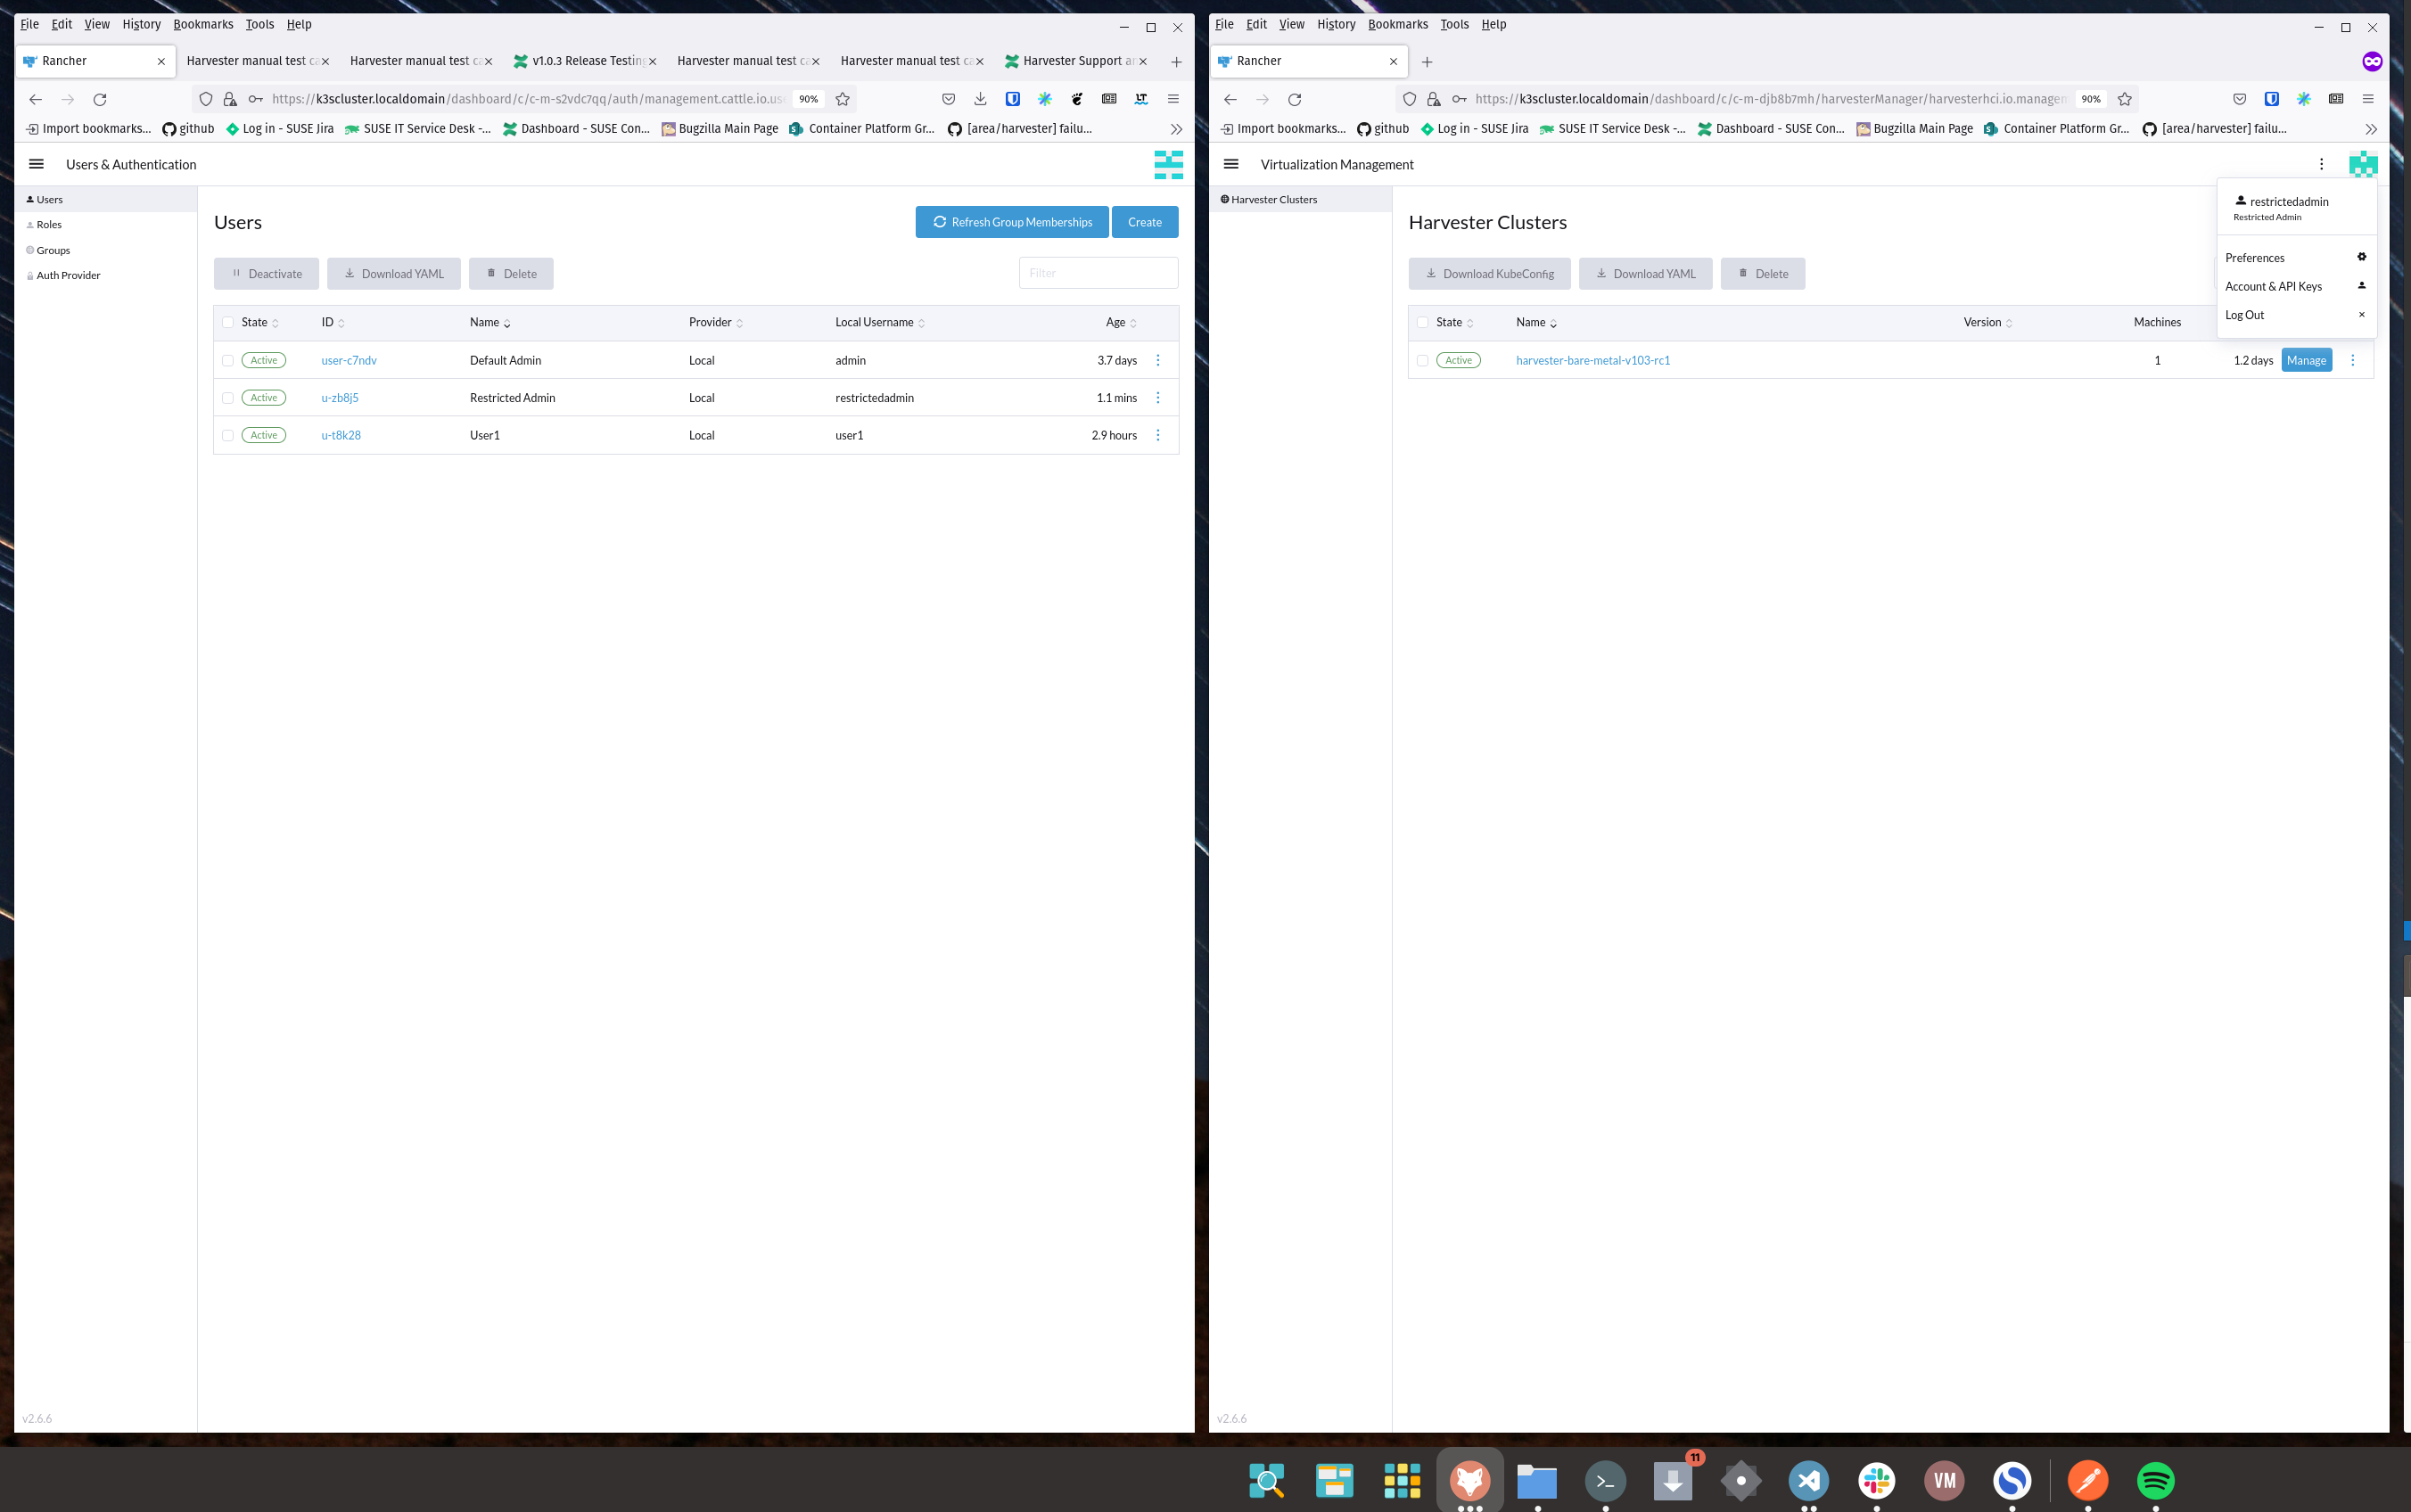 File Edit View History Bookmarks Tools Help
Rancher
Harvester manual test ca
Harvester manual test ca
v1.0.3 Release Testing
Harvester manual test ca
Harvester manual test ca
Harvester Support an
https://k3scluster.localdomain/dashboard/c/c-m-s2vdc7qq/auth/management.cattle.io.us
90%
Import bookmarks...
github
Log in - SUSE Jira
SUSE IT Service Desk -...
Dashboard - SUSE Con...
Bugzilla Main Page
Container Platform Gr...
[area/harvester] failu...
Users & Authentication
Users
Roles
Groups
Auth Provider
Users
Refresh Group Memberships
Create
Deactivate
Download YAML
Delete
Filter
State ID Name Provider Local Username Age
Active user-c7ndv Default Admin Local admin 3.7 days
Active u-zb8j5 Restricted Admin Local restrictedadmin 1.1 mins
Active u-t8k28 User1 Local user1 2.9 hours
v2.6.6
File Edit View History Bookmarks Tools Help
Rancher
https://k3scluster.localdomain/dashboard/c/c-m-djb8b7mh/harvesterManager/harvesterhci.io.managem
90%
Import bookmarks...
github
Log in - SUSE Jira
SUSE IT Service Desk -...
Dashboard - SUSE Con...
Bugzilla Main Page
Container Platform Gr...
[area/harvester] failu...
Virtualization Management
Harvester Clusters
Harvester Clusters
restrictedadmin
Restricted Admin
Preferences
Account & API Keys
Log Out
Download KubeConfig
Download YAML
Delete
State Name Version Machines
Active harvester-bare-metal-v103-rc1 1 1.2 days Manage
v2.6.6
11
VM